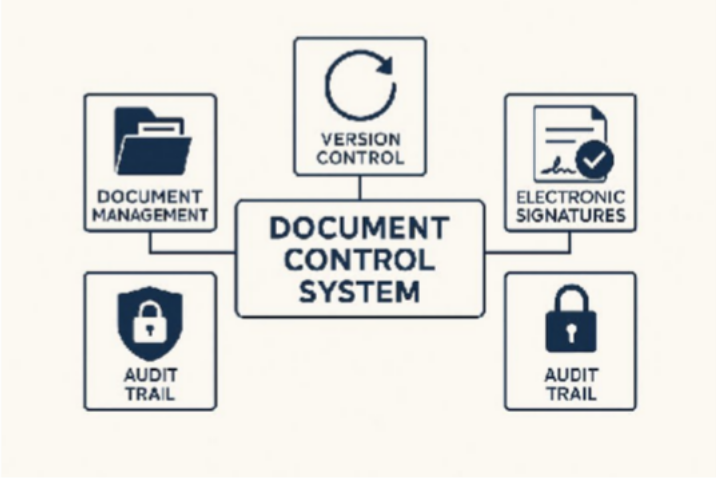 VERSION
CONTROL
DOCUMENT
MANAGEMENT
ELECTRONIC
SIGNATURES
DOCUMENT
CONTROL
SYSTEM
AUDIT
TRAIL
AUDIT
TRAIL